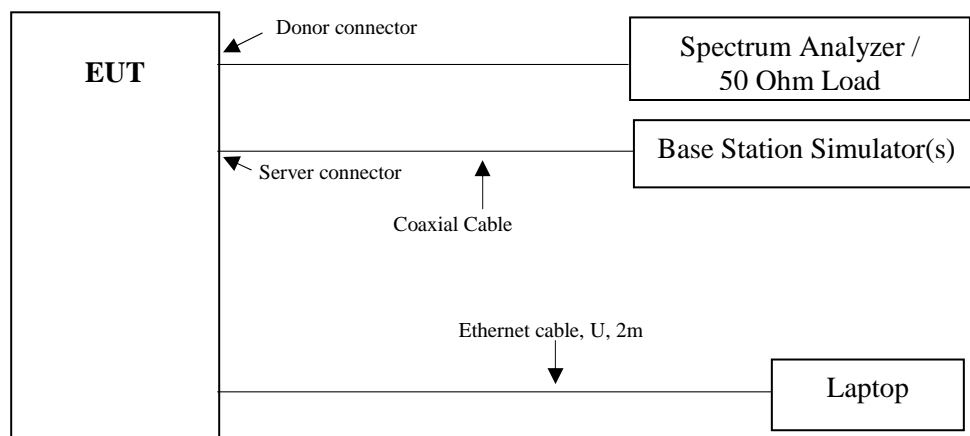 Donor connector
EUT
Spectrum Analyzer /
50 Ohm Load
Base Station Simulator(s)
Server connector
Coaxial Cable
Ethernet cable, U, 2m
Laptop